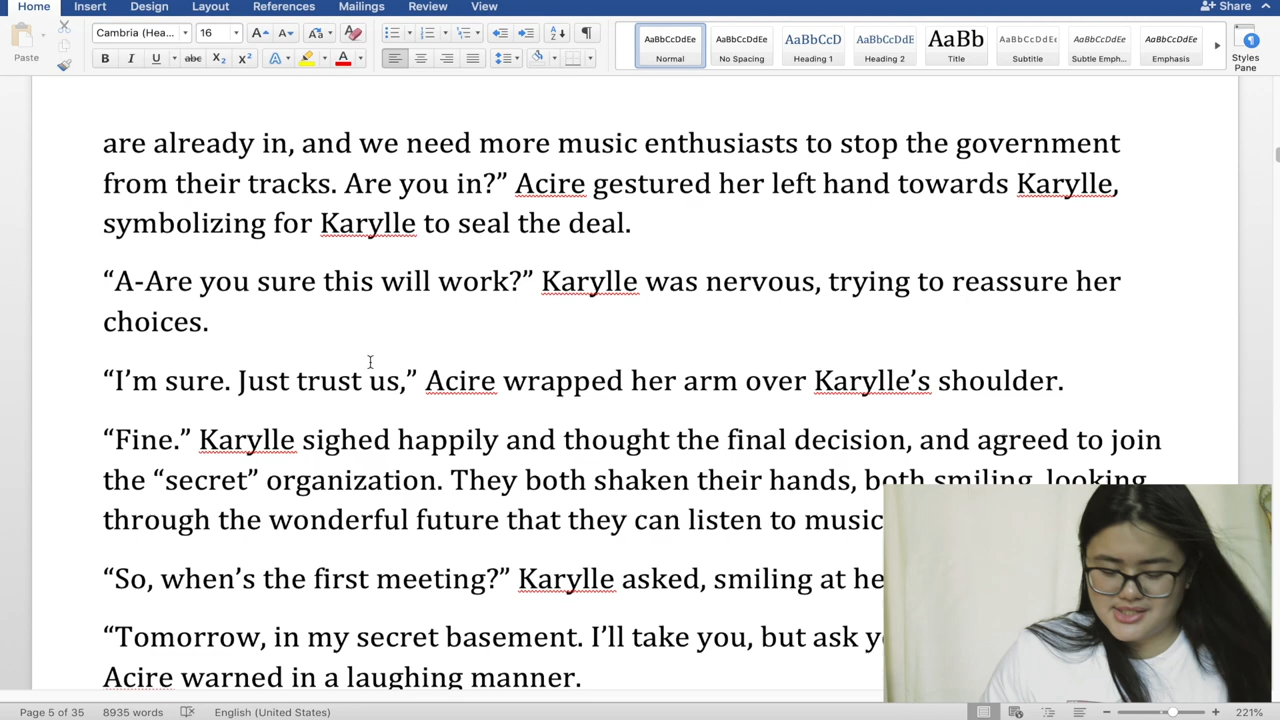 Home Insert Design Layout References Mailings Review View Share
Cambria (Hea... 16
Paste
B I U abc X₂ X²
AaBbCcDdEe AaBbCcDdEe AaBbCcD AaBbCcDdE AaBb AaBbCcDdEe AaBbCcDdEe AaBbCcDdEe
Normal No Spacing Heading 1 Heading 2 Title Subtitle Subtle Emph... Emphasis
Styles
Pane
are already in, and we need more music enthusiasts to stop the government
from their tracks. Are you in?” Acire gestured her left hand towards Karylle,
symbolizing for Karylle to seal the deal.
“A-Are you sure this will work?” Karylle was nervous, trying to reassure her
choices.
“I’m sure. Just trust us,” Acire wrapped her arm over Karylle’s shoulder.
“Fine.” Karylle sighed happily and thought the final decision, and agreed to join
the “secret” organization. They both shaken their hands, both smiling, looking
through the wonderful future that they can listen to music
“So, when’s the first meeting?” Karylle asked, smiling at
“Tomorrow, in my secret basement. I’ll take you, but ask
Acire warned in a laughing manner.
Page 5 of 35 8935 words English (United States) 221%